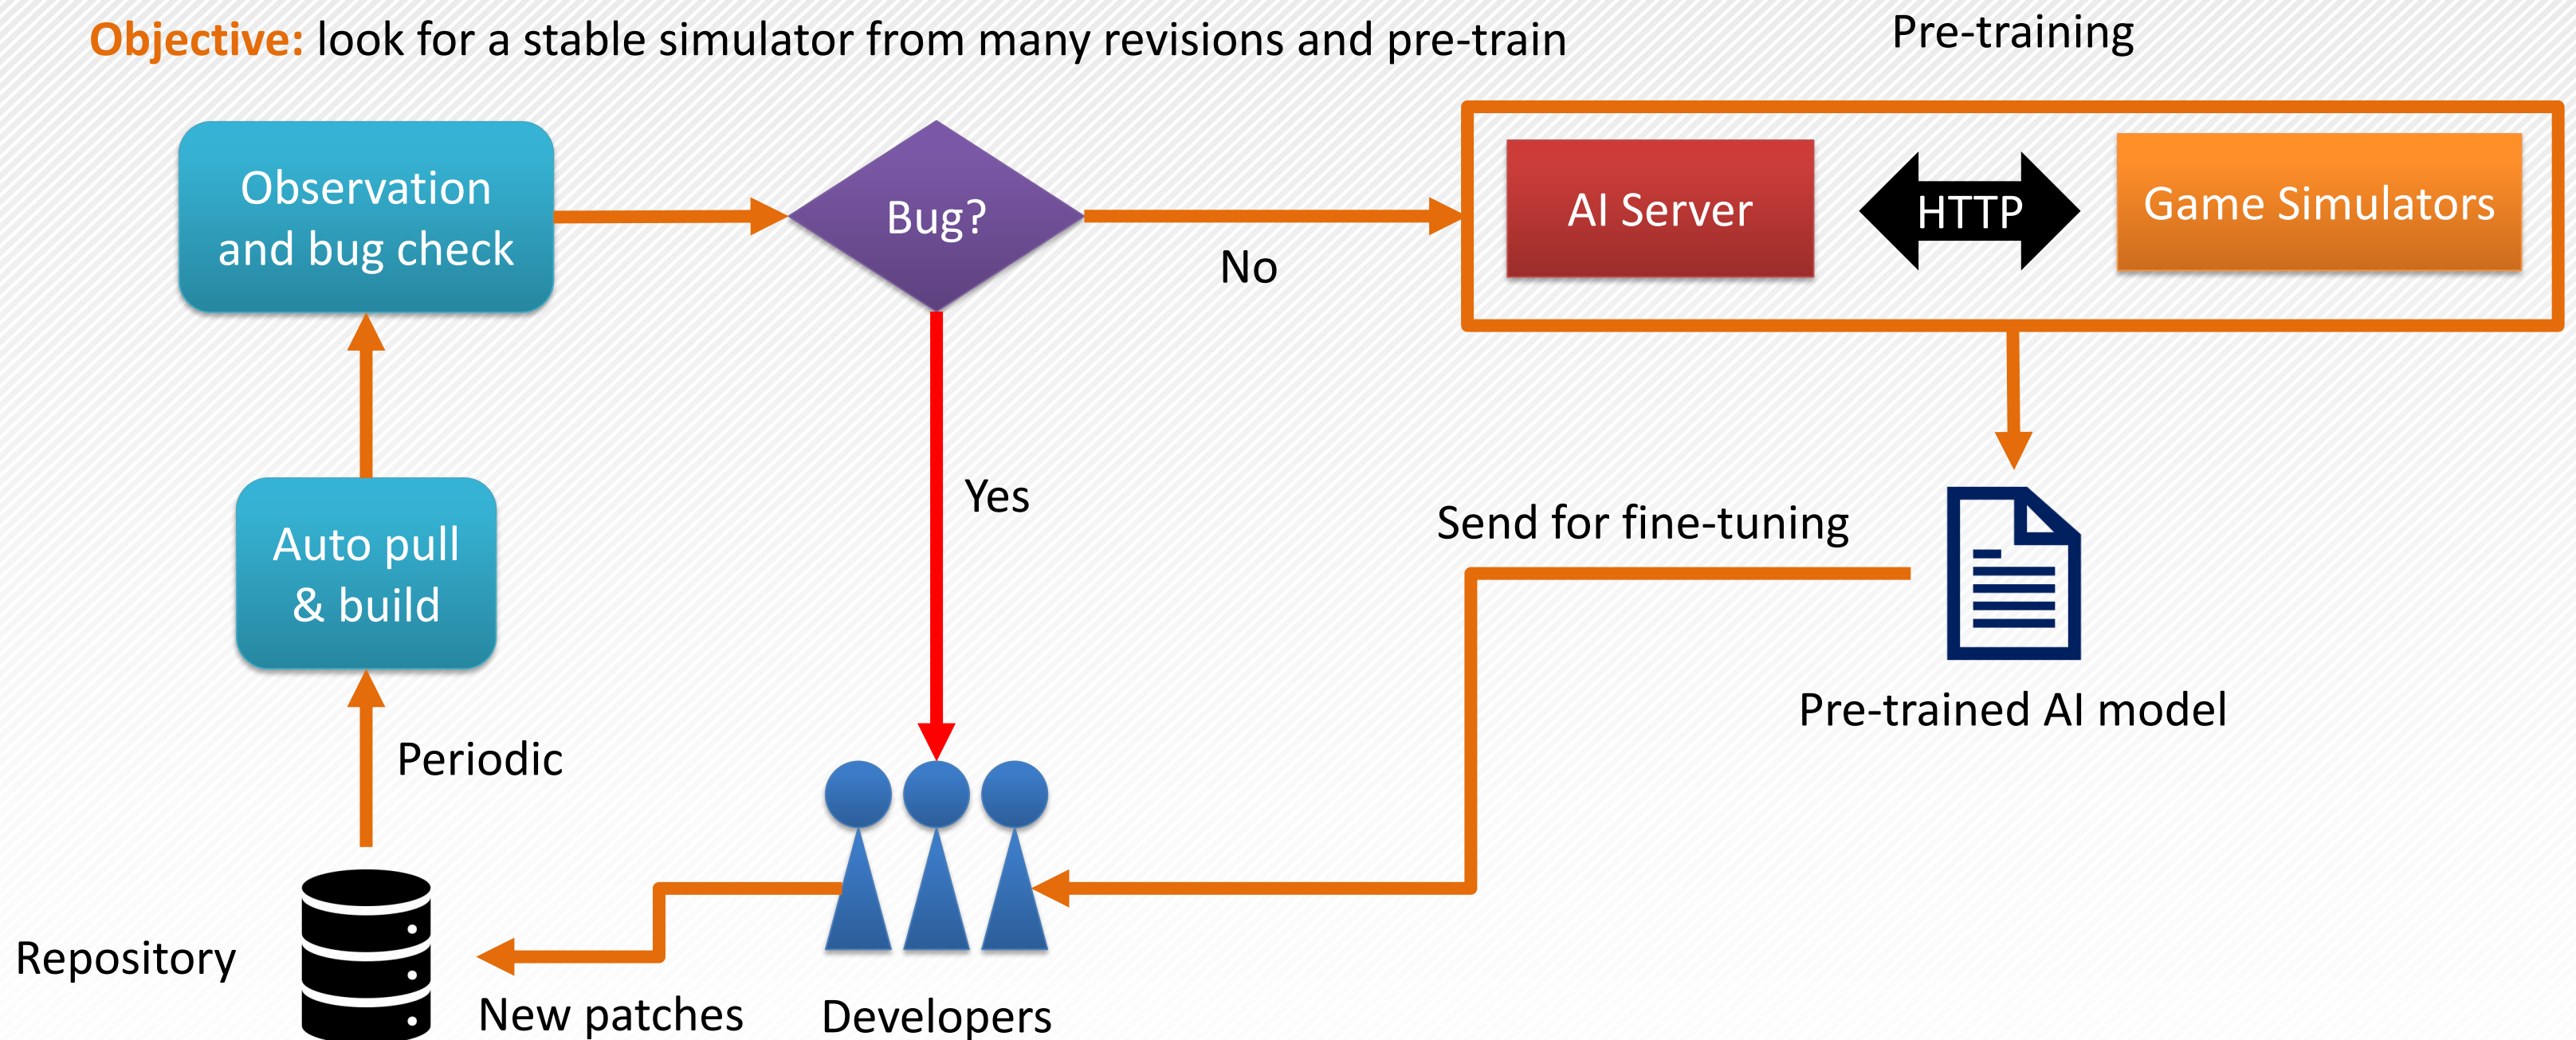 Objective: look for a stable simulator from many revisions and pre-train
Pre-training
Observation
and bug check
Bug?
No
AI Server
HTTP
Game Simulators
Yes
Auto pull
& build
Send for fine-tuning
Pre-trained AI model
Periodic
Repository
New patches
Developers